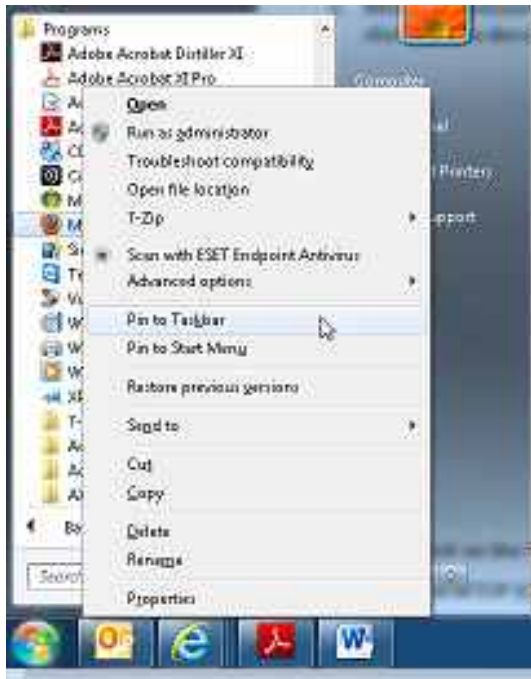 Programs
Adobe Acrobat Distiller XI
Adobe Acrobat XI Pro
Computer
Open
Run as administrator
Troubleshoot compatibility
Open file location
T-Zip
Scan with ESET Endpoint Antivirus
Advanced options
Pin to Taskbar
Pin to Start Menu
Restore previous versions
Send to
Cut
Copy
Delete
Rename
Properties
Printers